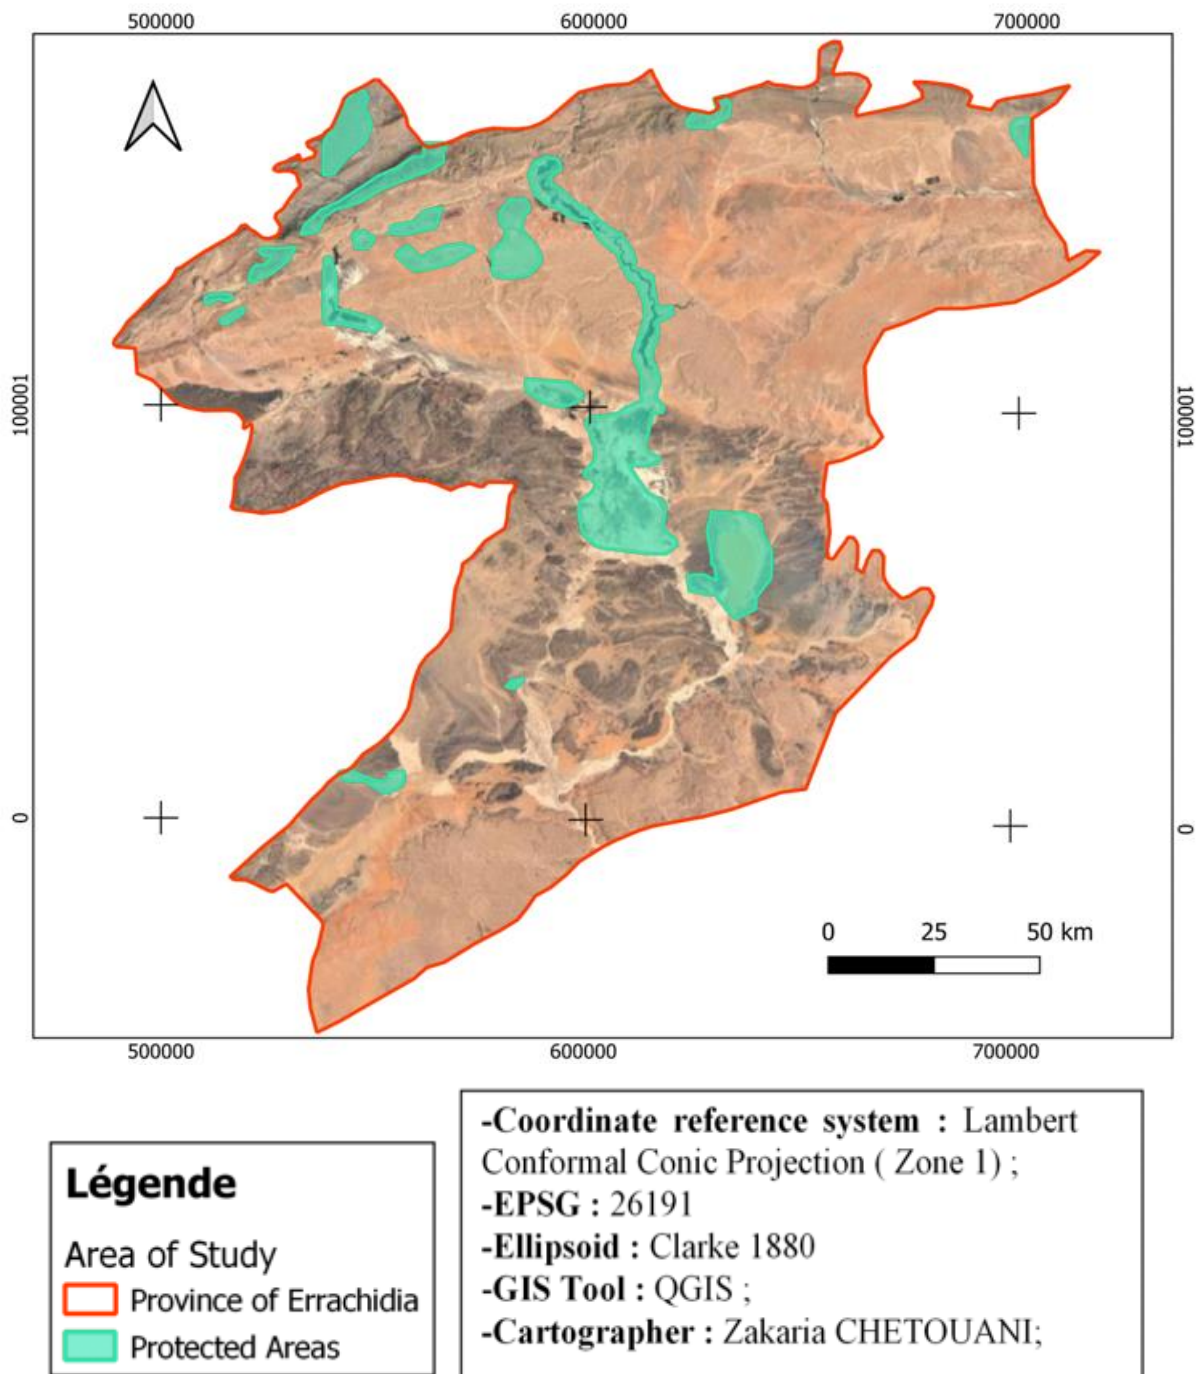 500000 600000 700000
100001 100001
0 0
0 25 50 km
500000 600000 700000
Légende
Area of Study
Province of Errachidia
Protected Areas
-Coordinate reference system : Lambert
Conformal Conic Projection ( Zone 1) ;
-EPSG : 26191
-Ellipsoid : Clarke 1880
-GIS Tool : QGIS ;
-Cartographer : Zakaria CHETOUANI;